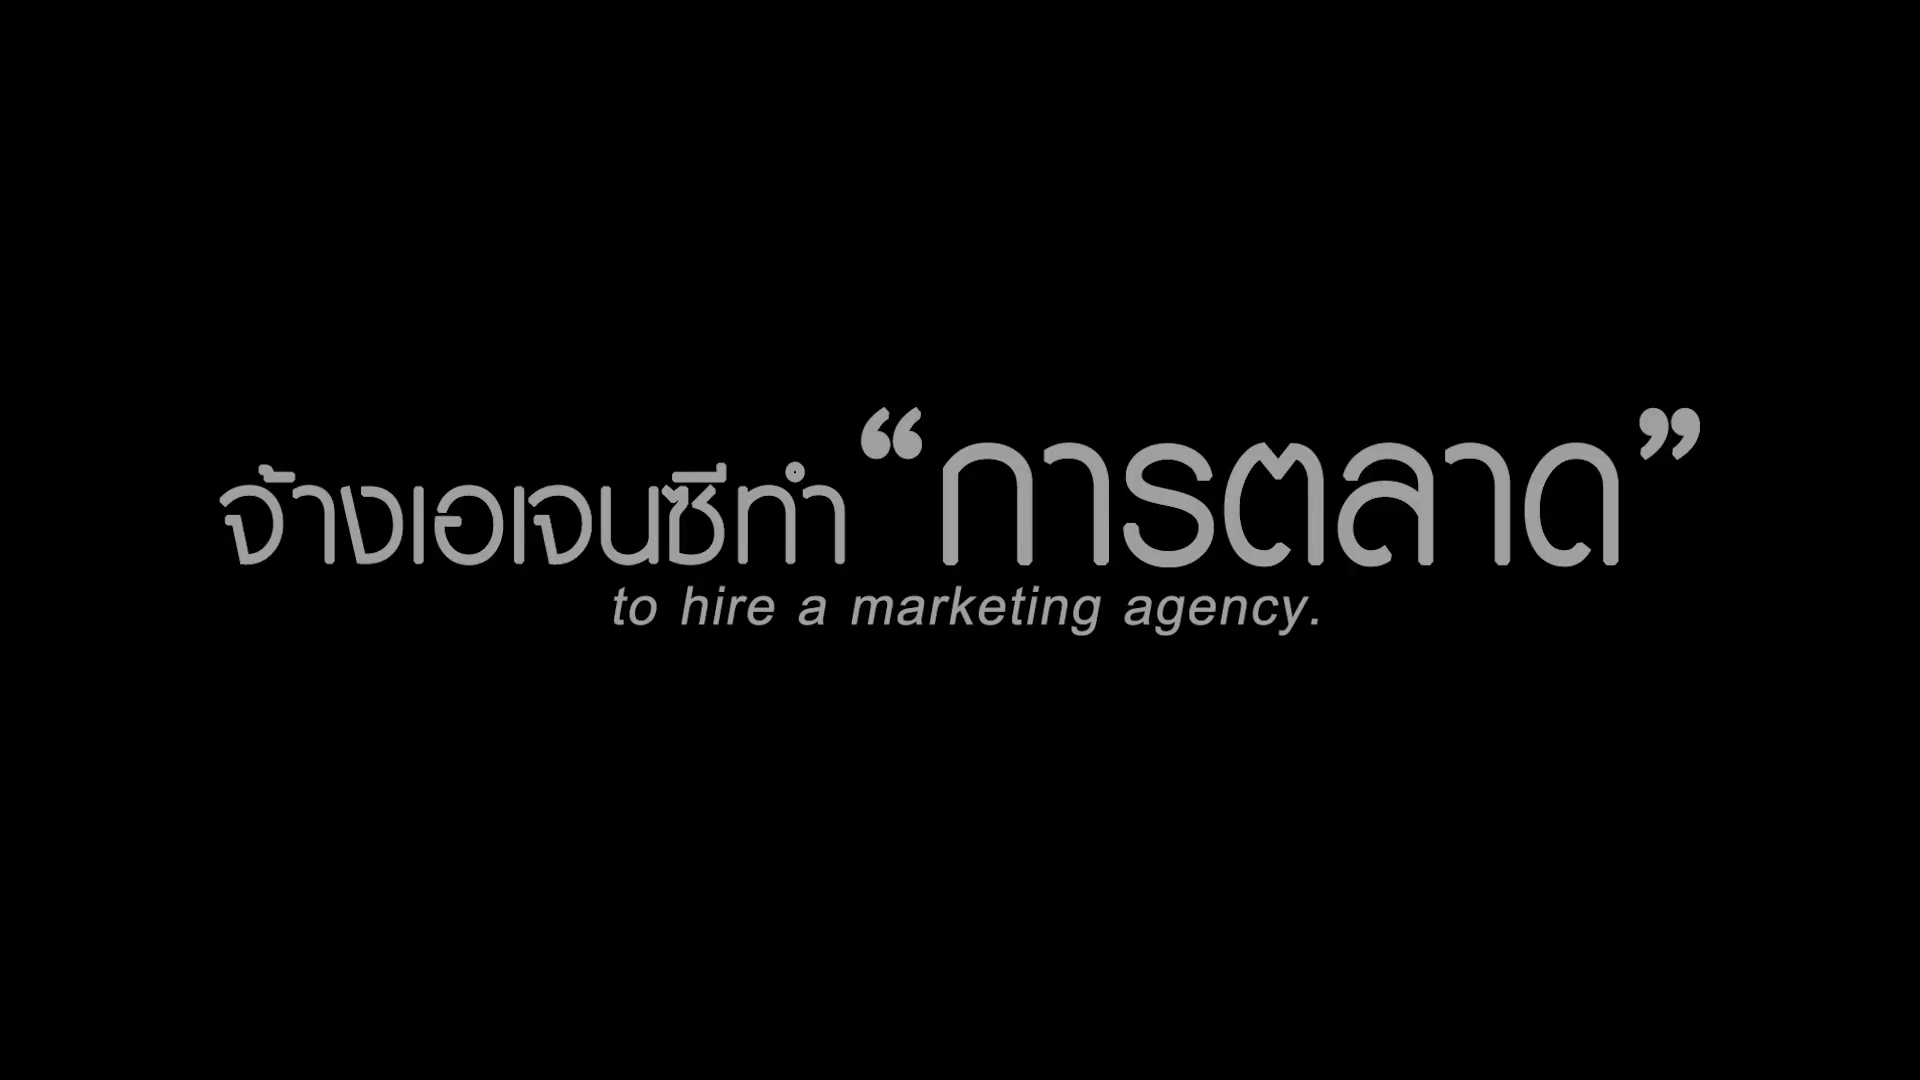 จ้างเอเจนซีทำ “การตลาด”
to hire a marketing agency.